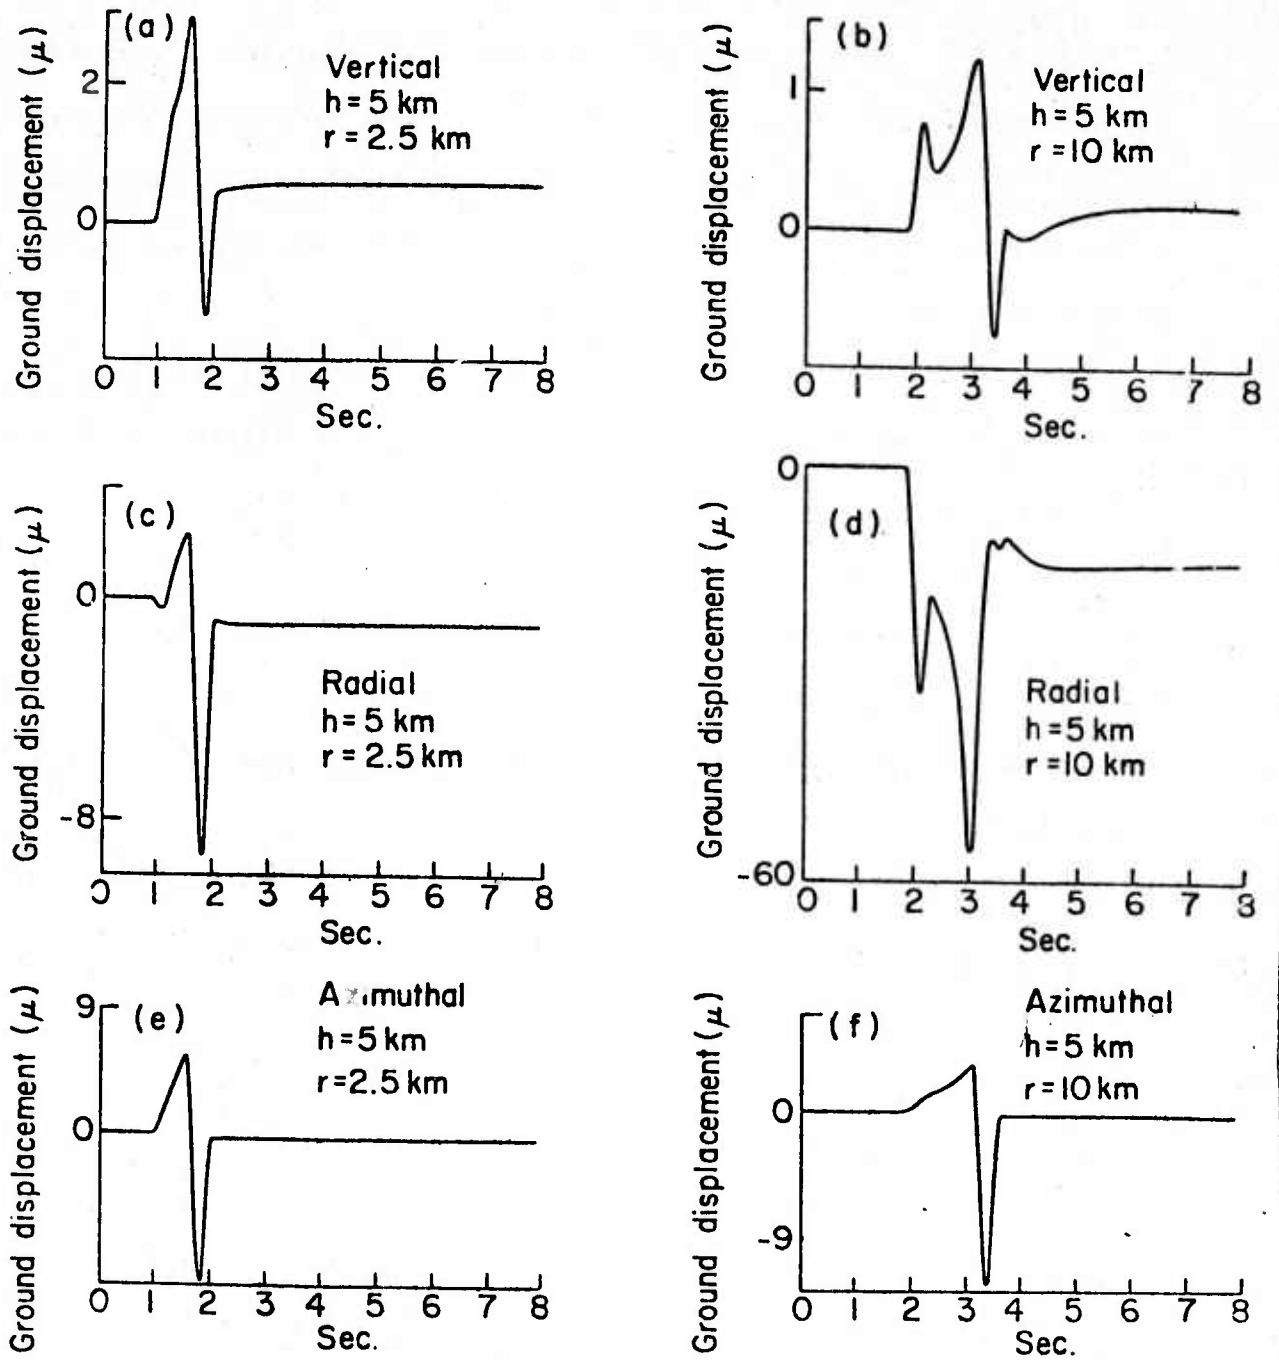 (a)
Ground displacement (μ)
2
0
Vertical
h = 5 km
r = 2.5 km
0 1 2 3 4 5 6 7 8
Sec.
(b)
Ground displacement (μ)
1
0
Vertical
h = 5 km
r = 10 km
0 1 2 3 4 5 6 7 8
Sec.
(c)
Ground displacement (μ)
0
-8
Radial
h = 5 km
r = 2.5 km
0 1 2 3 4 5 6 7 8
Sec.
(d)
Ground displacement (μ)
0
-60
Radial
h = 5 km
r = 10 km
0 1 2 3 4 5 6 7 8
Sec.
(e)
Ground displacement (μ)
9
0
Azimuthal
h = 5 km
r = 2.5 km
0 1 2 3 4 5 6 7 8
Sec.
(f)
Ground displacement (μ)
0
-9
Azimuthal
h = 5 km
r = 10 km
0 1 2 3 4 5 6 7 8
Sec.